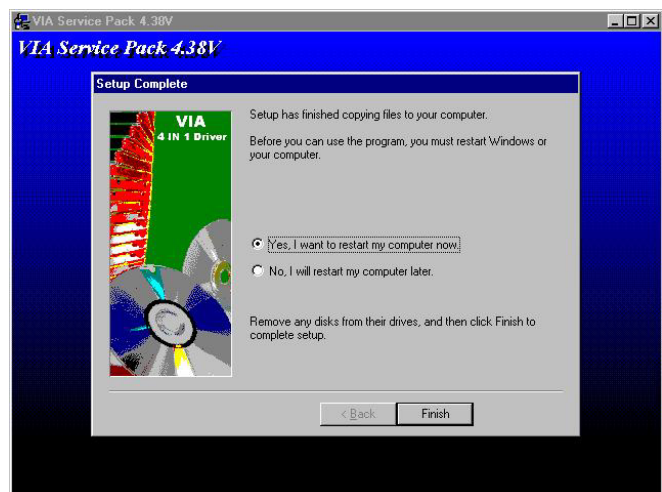 VIA Service Pack 4.38V
VIA Service Pack 4.38V
Setup Complete
VIA
4 IN 1 Driver
Setup has finished copying files to your computer.
Before you can use the program, you must restart Windows or
your computer.
Yes, I want to restart my computer now.
No, I will restart my computer later.
Remove any disks from their drives, and then click Finish to
complete setup.
< Back
Finish